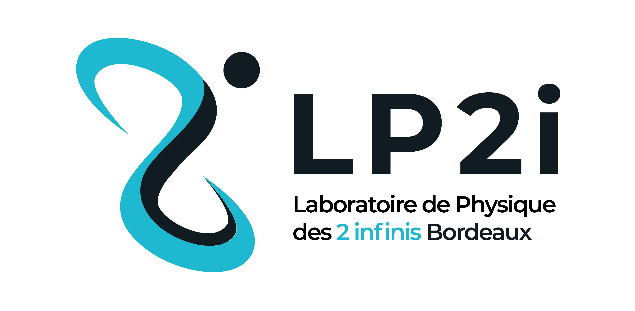 LP2i
Laboratoire de Physique
des 2 infinis Bordeaux